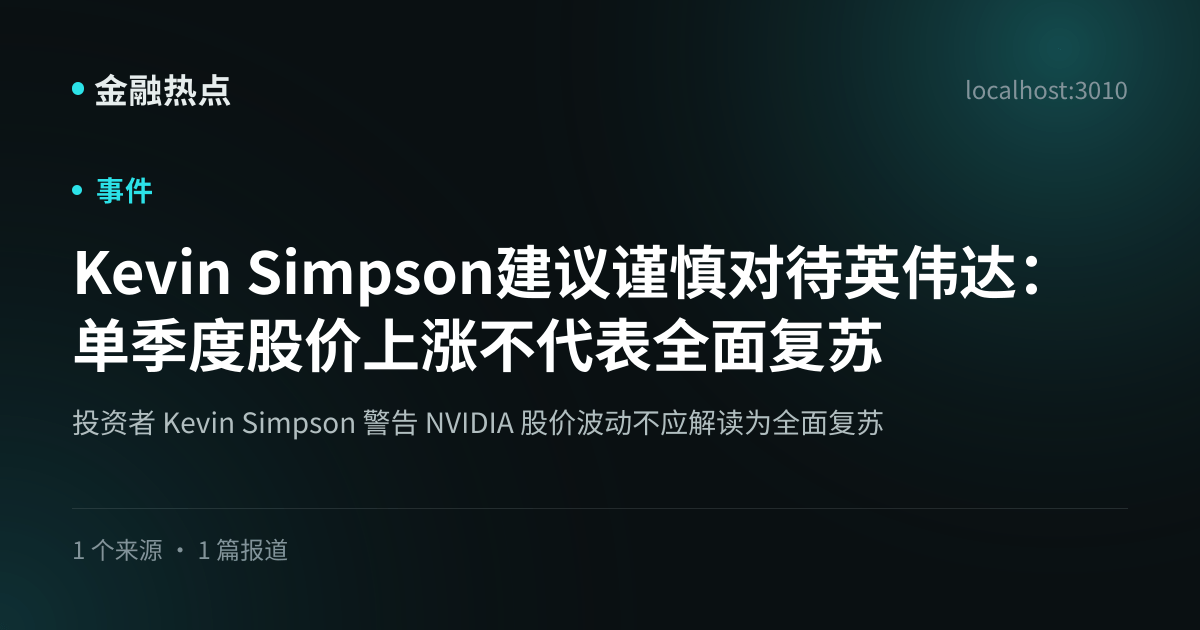 金融热点
localhost:3010
事件
Kevin Simpson建议谨慎对待英伟达：
单季度股价上涨不代表全面复苏
投资者 Kevin Simpson 警告 NVIDIA 股价波动不应解读为全面复苏
1 个来源 · 1 篇报道